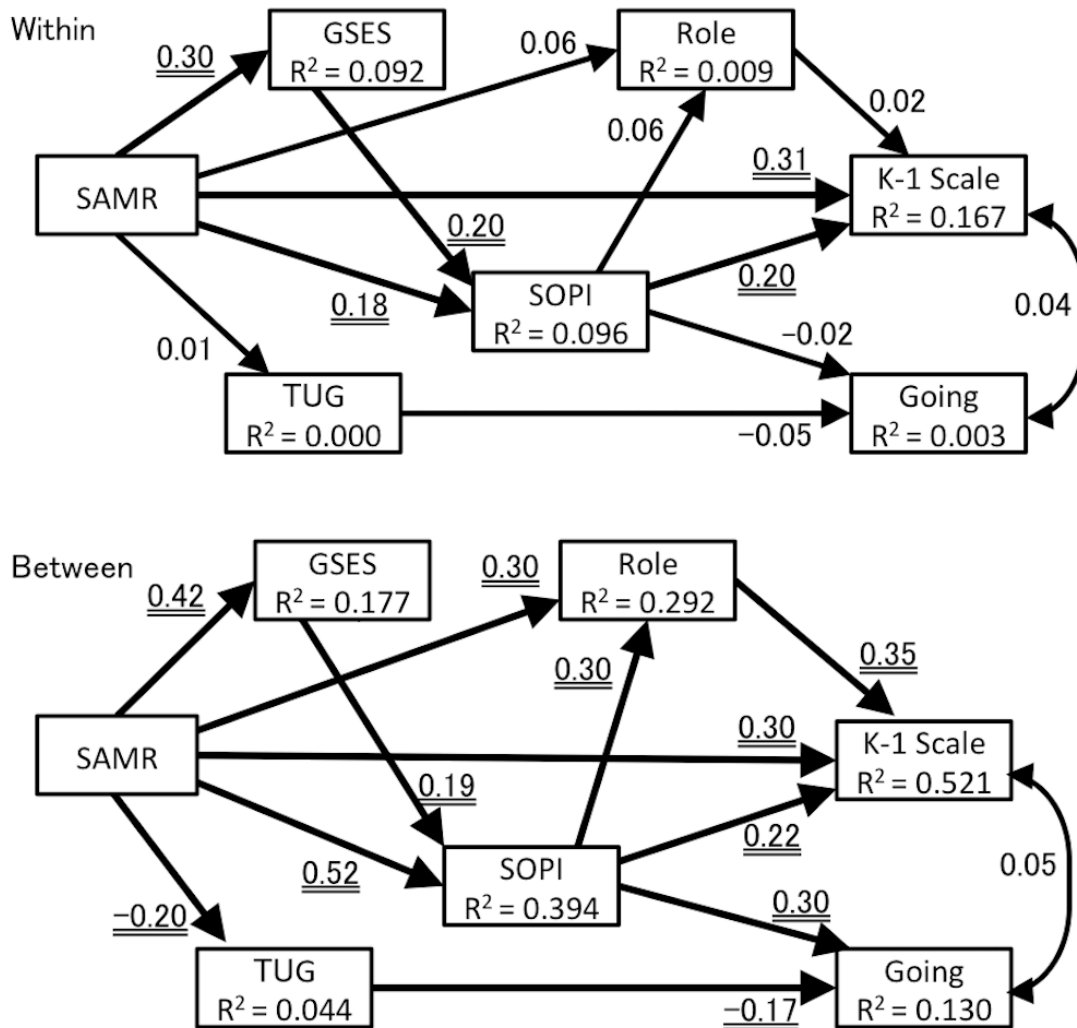 Within
GSES
R² = 0.092
Role
R² = 0.009
0.30
0.06
0.02
0.06
SAMR
0.31
K-1 Scale
R² = 0.167
0.20
0.20
SOPI
R² = 0.096
0.18
0.04
−0.02
0.01
TUG
R² = 0.000
Going
R² = 0.003
−0.05
Between
GSES
R² = 0.177
Role
R² = 0.292
0.42
0.30
0.30
0.35
SAMR
0.30
K-1 Scale
R² = 0.521
0.19
0.22
SOPI
R² = 0.394
0.52
0.05
0.30
−0.20
TUG
R² = 0.044
Going
R² = 0.130
−0.17